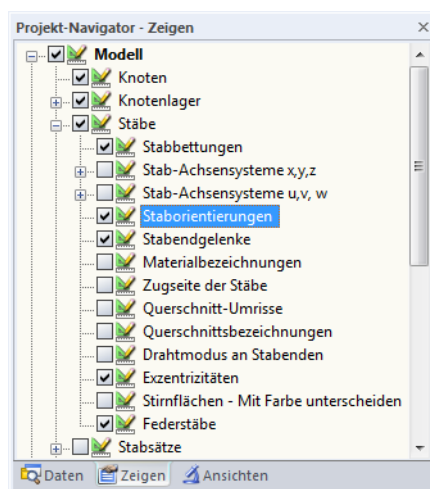 Projekt-Navigator - Zeigen
Modell
Knoten
Knotenlager
Stäbe
Stabbettungen
Stab-Achsensysteme x,y,z
Stab-Achsensysteme u,v, w
Staborientierungen
Stabendgelenke
Materialbezeichnungen
Zugseite der Stäbe
Querschnitt-Umrisse
Querschnittsbezeichnungen
Drahtmodus an Stabenden
Exzentrizitäten
Stirnflächen - Mit Farbe unterscheiden
Federstäbe
Stabsätze
Daten Zeigen Ansichten